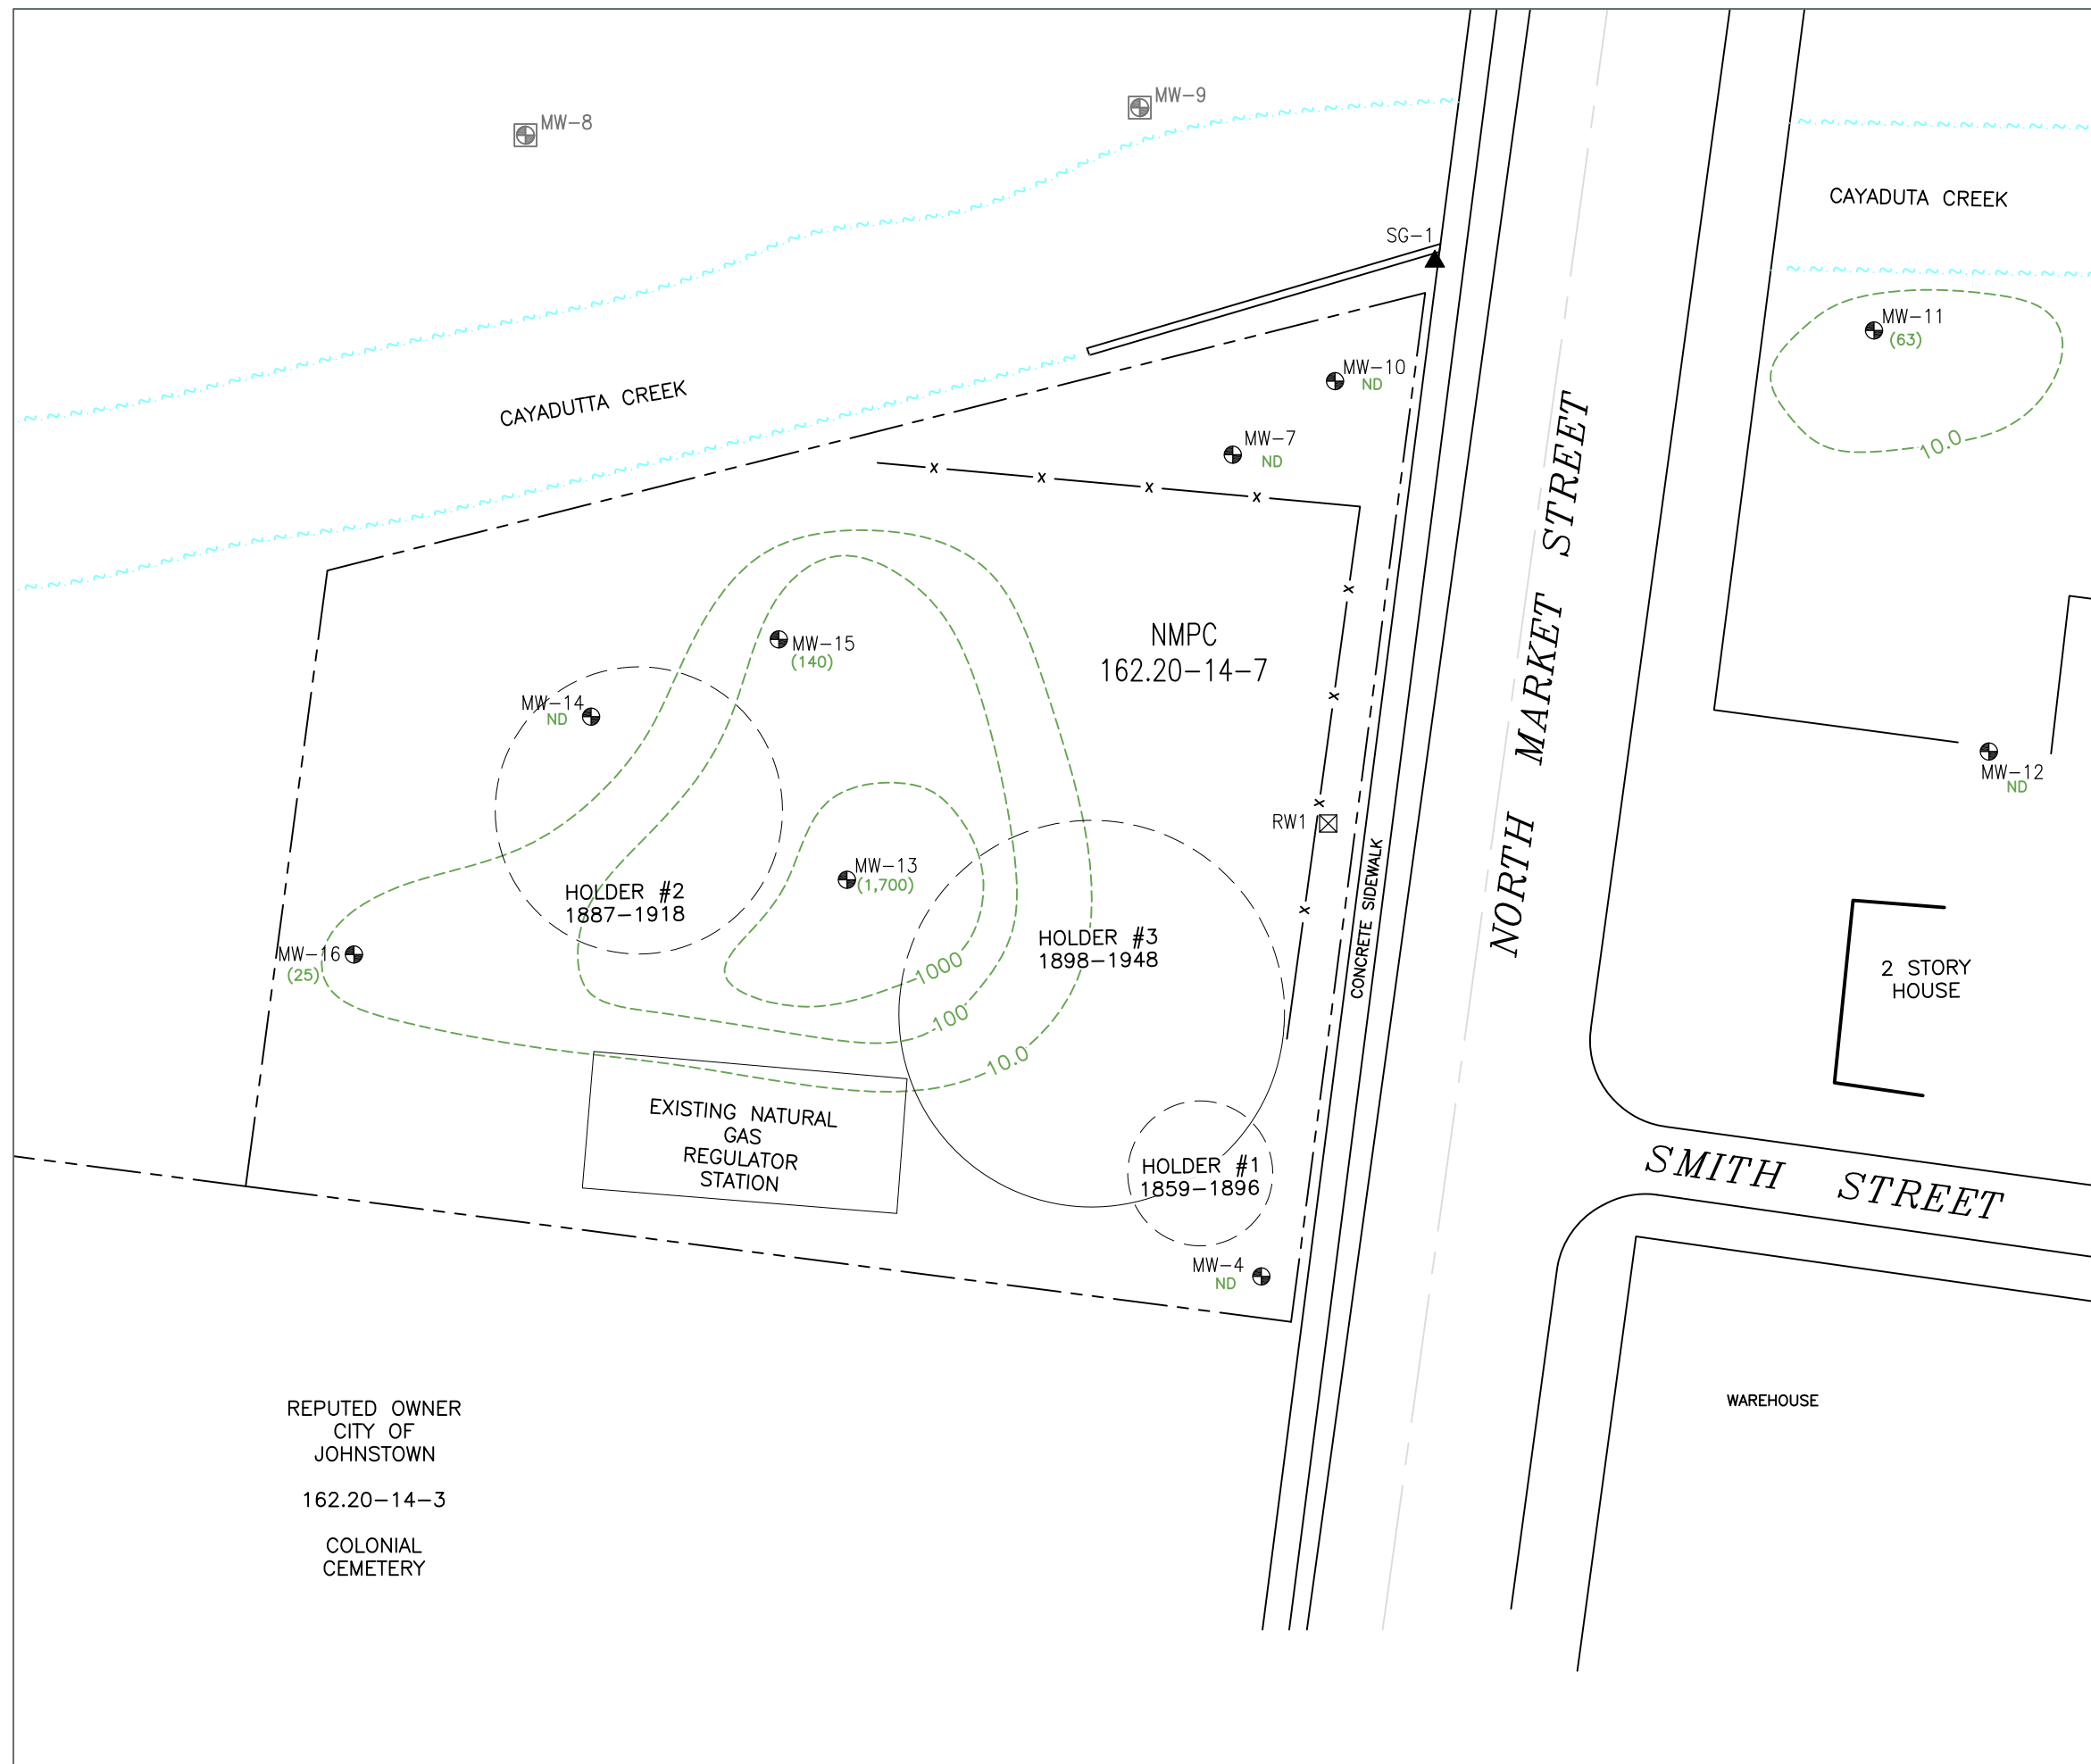 MW-9
MW-8
CAYADUTA CREEK
SG-1
MW-11
(63)
MW-10
ND
CAYADUTTA CREEK
MW-7
ND
10.0
NORTH MARKET STREET
NMPC
162.20-14-7
MW-15
(140)
MW-14
ND
MW-12
ND
RW1
CONCRETE SIDEWALK
MW-13
(1,700)
HOLDER #2
1887-1918
HOLDER #3
1898-1948
MW-16
(25)
1000
2 STORY
HOUSE
100
10.0
EXISTING NATURAL
GAS
REGULATOR
STATION
HOLDER #1
1859-1896
SMITH STREET
MW-4
ND
WAREHOUSE
REPUTED OWNER
CITY OF
JOHNSTOWN
162.20-14-3
COLONIAL
CEMETERY